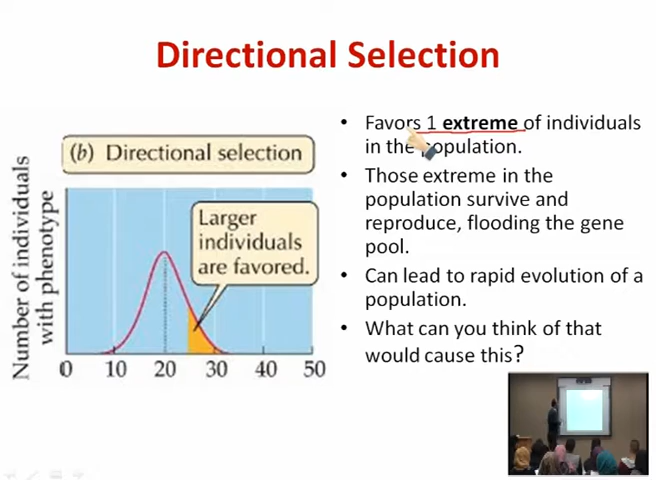 Directional Selection
(b) Directional selection
Number of individuals
with phenotype
Larger
individuals
are favored.
0 10 20 30 40 50
• Favors 1 extreme of individuals
in the population.
• Those extreme in the
population survive and
reproduce, flooding the gene
pool.
• Can lead to rapid evolution of a
population.
• What can you think of that
would cause this?